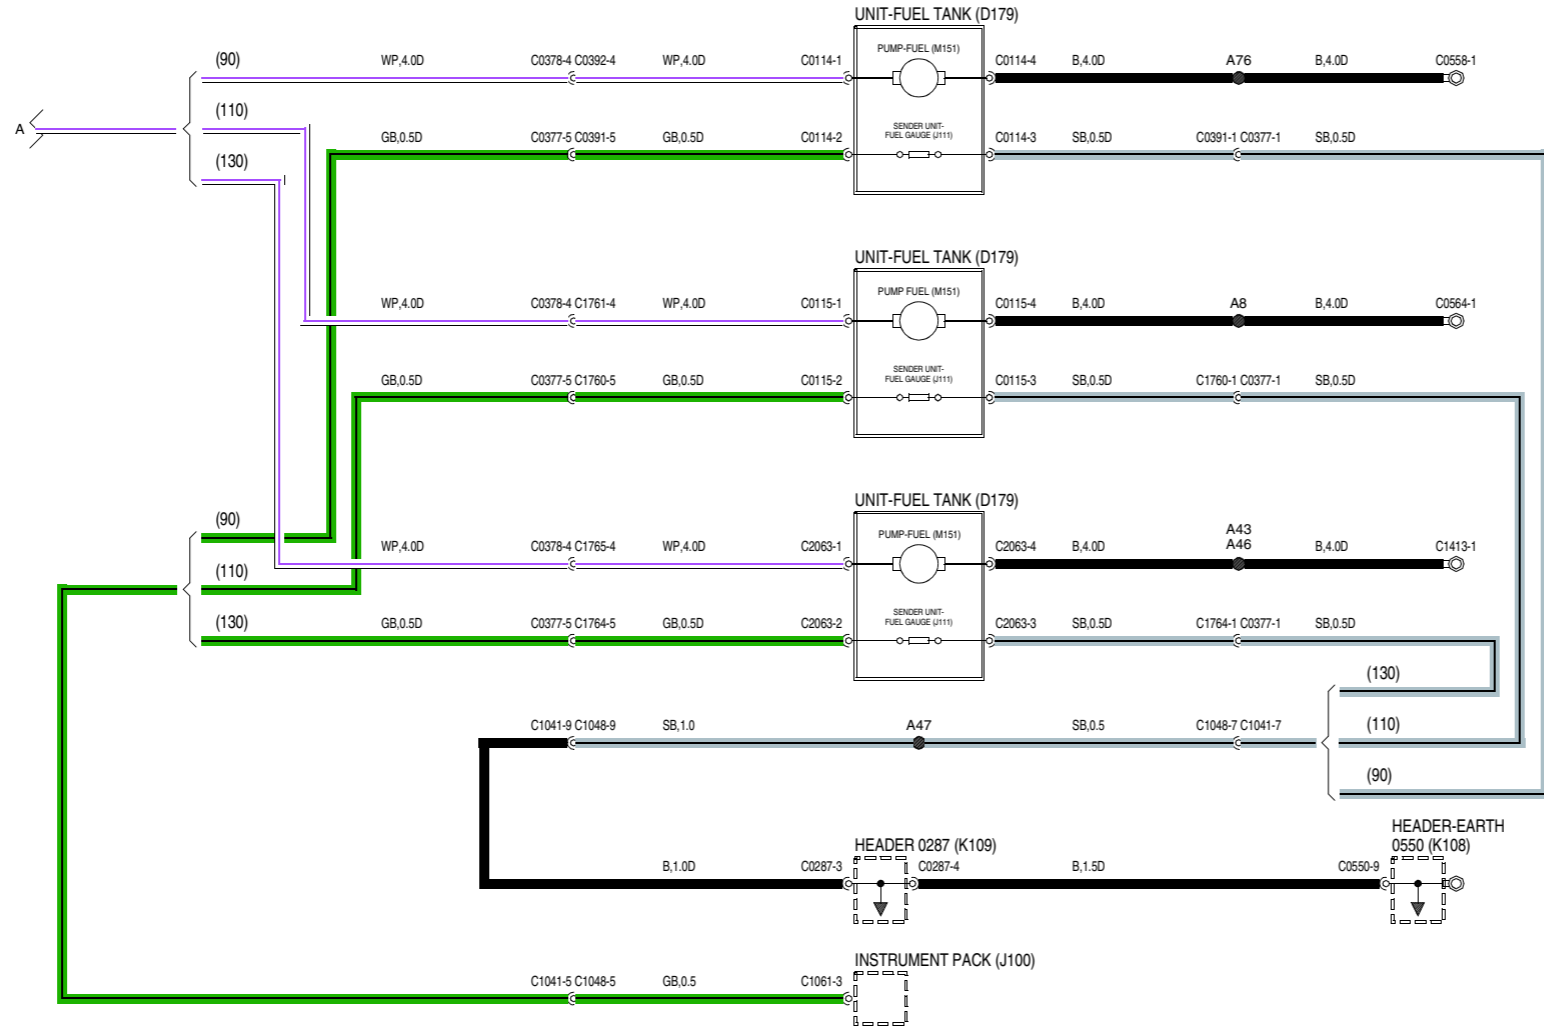 UNIT-FUEL TANK (D179)
(90)
WP,4.0D
C0378-4 C0392-4
WP,4.0D
C0114-1
PUMP-FUEL (M151)
C0114-4
B,4.0D
A76
B,4.0D
C0558-1
A
(110)
GB,0.5D
C0377-5 C0391-5
GB,0.5D
C0114-2
SENDER UNIT-
FUEL GAUGE (J111)
C0114-3
SB,0.5D
C0391-1 C0377-1
SB,0.5D
(130)
UNIT-FUEL TANK (D179)
WP,4.0D
C0378-4 C1761-4
WP,4.0D
C0115-1
PUMP FUEL (M151)
C0115-4
B,4.0D
A8
B,4.0D
C0564-1
GB,0.5D
C0377-5 C1760-5
GB,0.5D
C0115-2
SENDER UNIT-
FUEL GAUGE (J111)
C0115-3
SB,0.5D
C1760-1 C0377-1
SB,0.5D
UNIT-FUEL TANK (D179)
(90)
WP,4.0D
C0378-4 C1765-4
WP,4.0D
C2063-1
PUMP-FUEL (M151)
C2063-4
B,4.0D
A43
A46
B,4.0D
C1413-1
(110)
(130)
GB,0.5D
C0377-5 C1764-5
GB,0.5D
C2063-2
SENDER UNIT-
FUEL GAUGE (J111)
C2063-3
SB,0.5D
C1764-1 C0377-1
SB,0.5D
(130)
C1041-9 C1048-9
SB,1.0
A47
SB,0.5
C1048-7 C1041-7
(110)
(90)
HEADER 0287 (K109)
HEADER-EARTH
0550 (K108)
B,1.0D
C0287-3
C0287-4
B,1.5D
C0550-9
INSTRUMENT PACK (J100)
C1041-5 C1048-5
GB,0.5
C1061-3